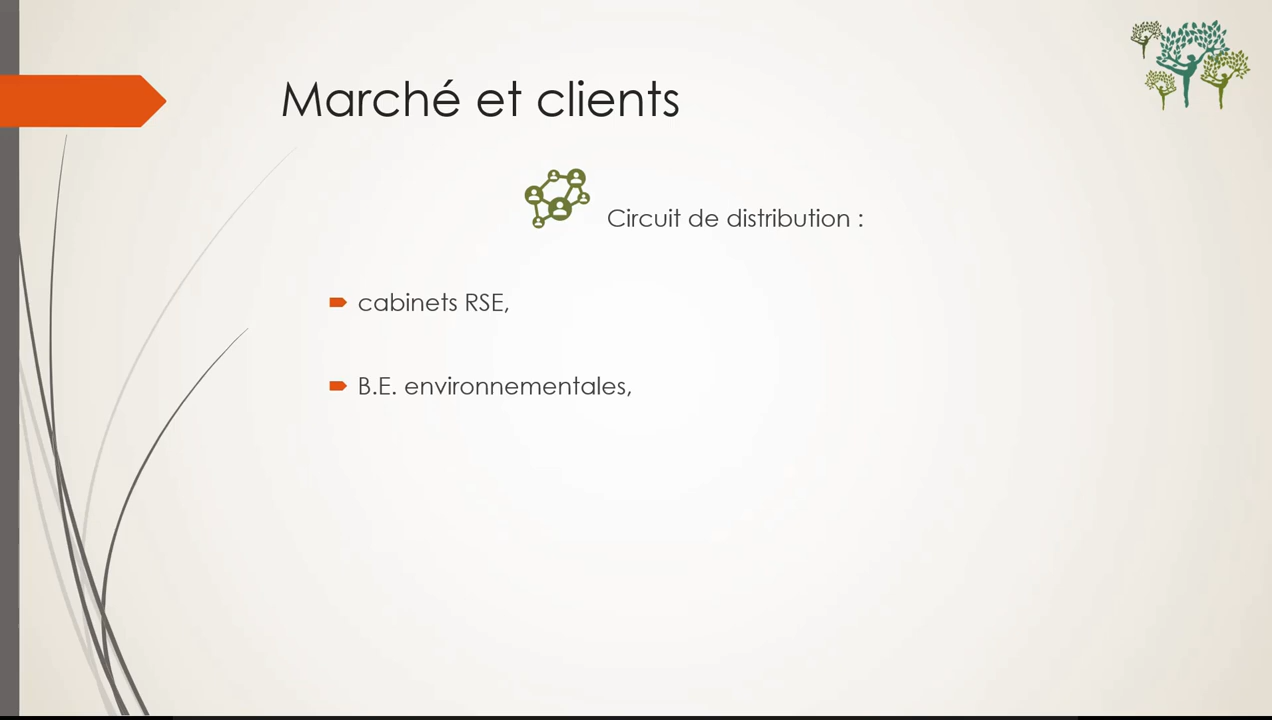 Marché et clients
Circuit de distribution :
cabinets RSE,
B.E. environnementales,